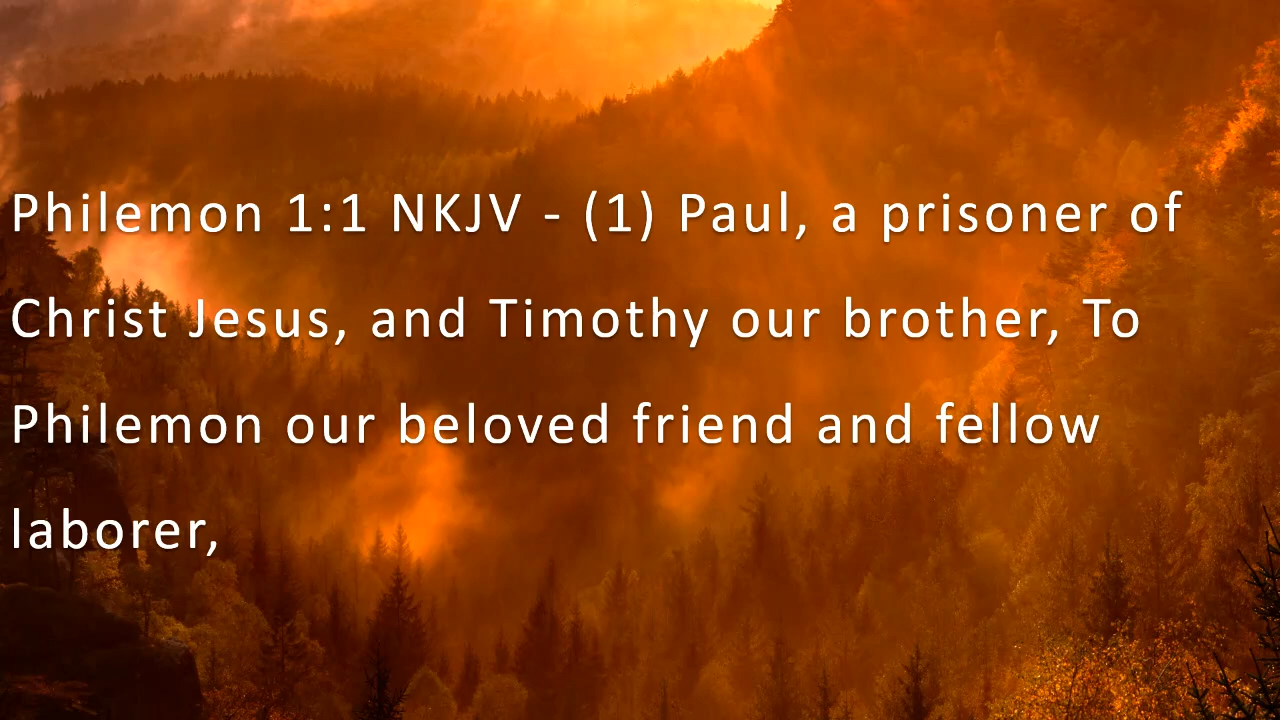 Philemon 1:1 NKJV - (1) Paul, a prisoner of
Christ Jesus, and Timothy our brother, To
Philemon our beloved friend and fellow
laborer,